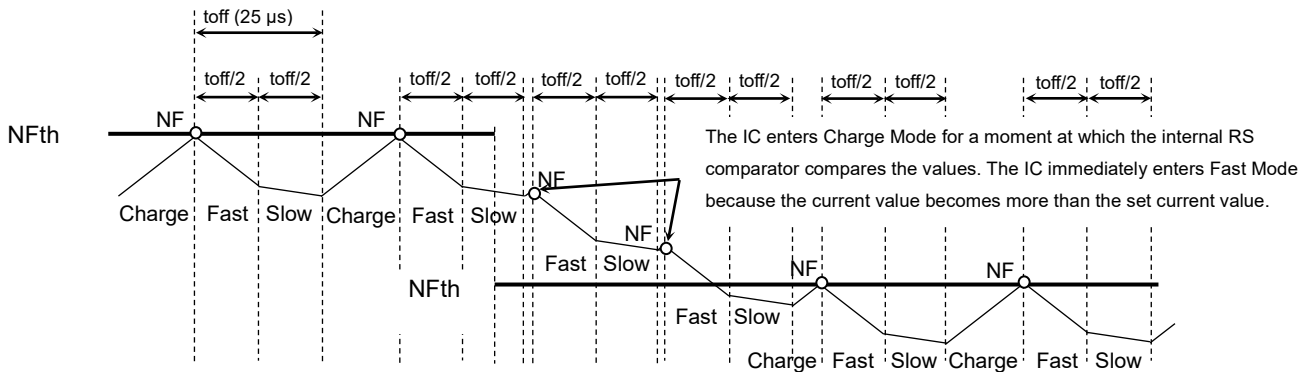 toff (25 μs)
toff/2 toff/2 toff/2 toff/2 toff/2 toff/2 toff/2 toff/2 toff/2 toff/2 toff/2 toff/2
NFth NF NF
The IC enters Charge Mode for a moment at which the internal RS
comparator compares the values. The IC immediately enters Fast Mode
because the current value becomes more than the set current value.
NF
Charge Fast Slow Charge Fast Slow
NF
Fast Slow
NFth NF NF
Fast Slow
Charge Fast Slow Charge Fast Slow